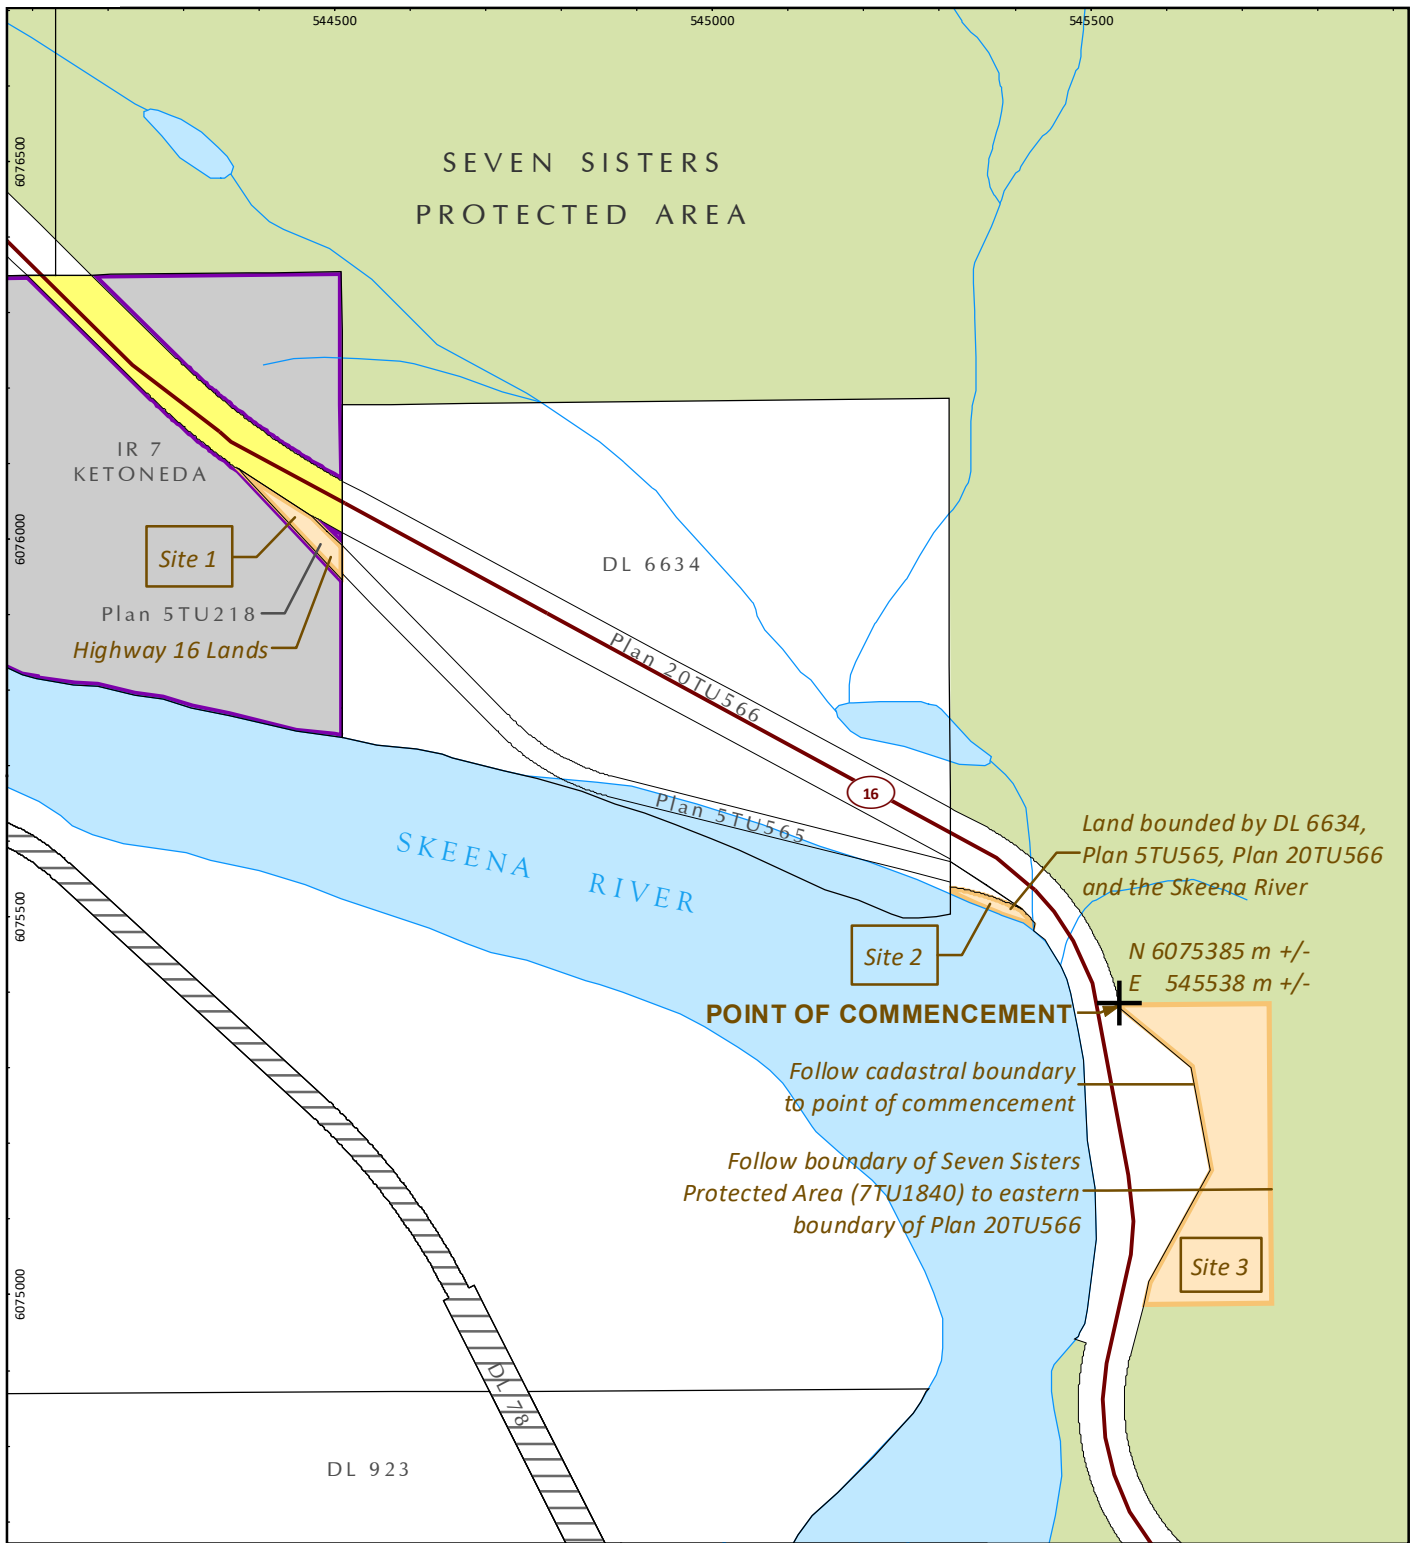 544500
545000
545500
6076500
SEVEN SISTERS
PROTECTED AREA
IR 7
KETONEDA
6076000
Site 1
DL 6634
Plan 5TU218
Highway 16 Lands
Plan 20TU566
16
Plan 5TU565
Land bounded by DL 6634,
Plan 5TU565, Plan 20TU566
and the Skeena River
SKEENA RIVER
6075500
Site 2
N 6075385 m +/-
E 545538 m +/-
POINT OF COMMENCEMENT
Follow cadastral boundary
to point of commencement
Follow boundary of Seven Sisters
Protected Area (7TU1840) to eastern
boundary of Plan 20TU566
Site 3
6075000
DL 78
DL 923